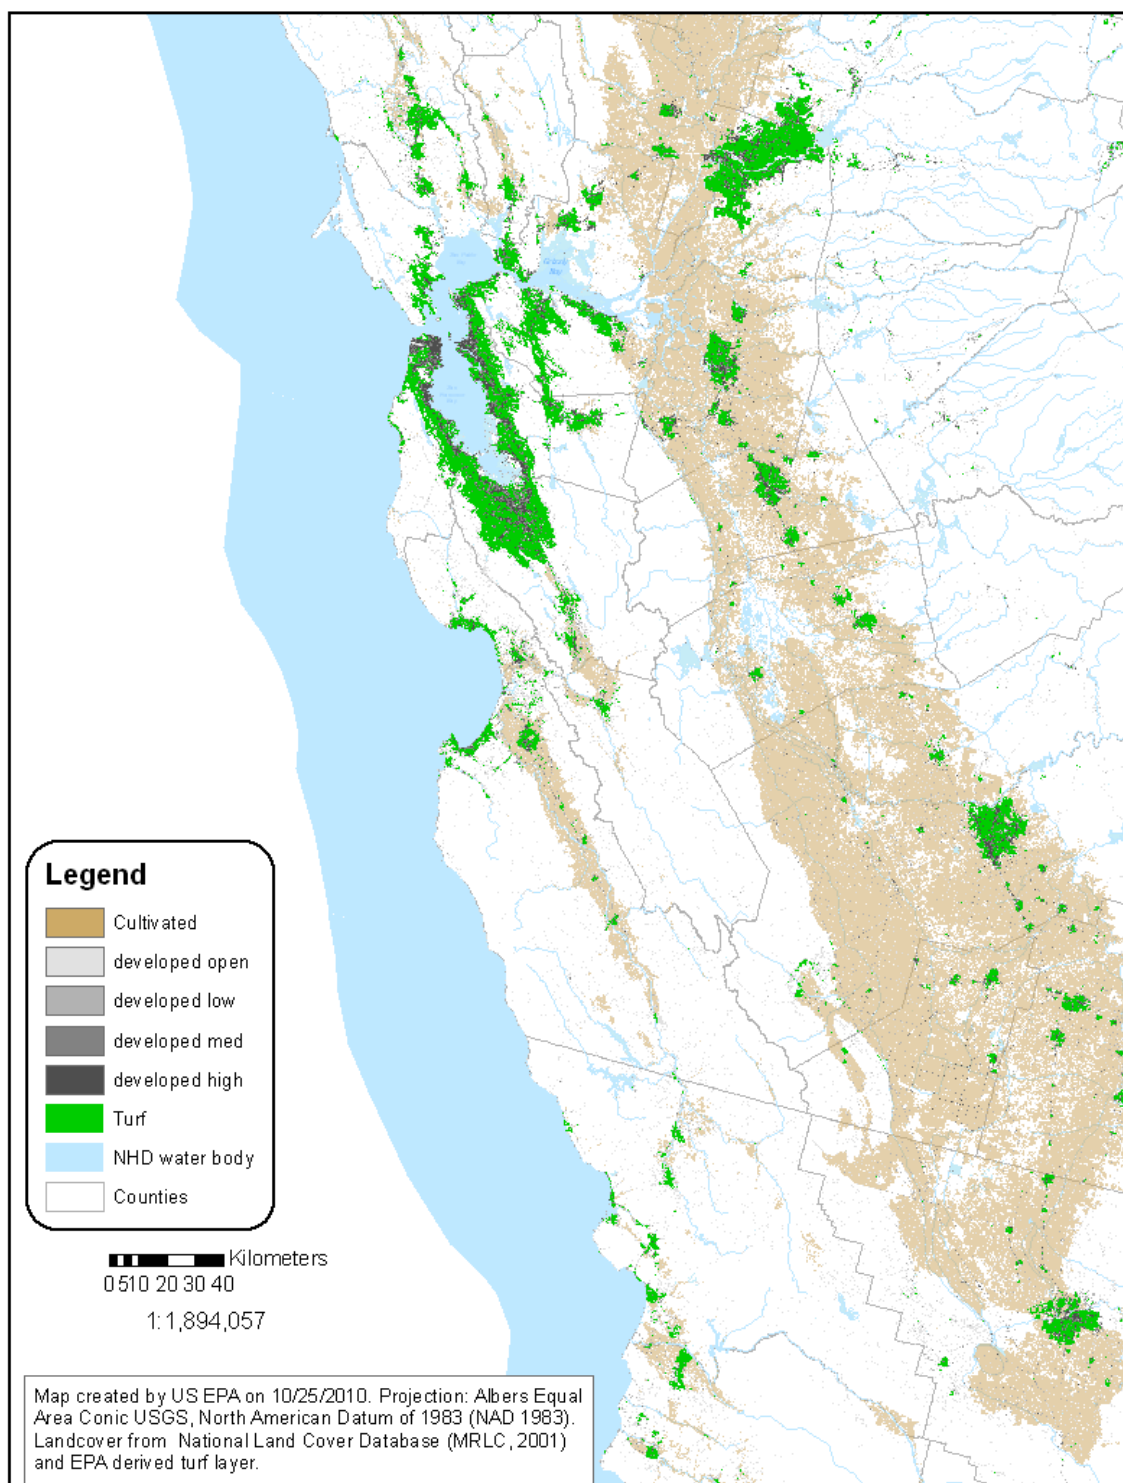 Grizzly
Bay
Legend
Cultivated
developed open
developed low
developed med
developed high
Turf
NHD water body
Counties
Kilometers
0 510 20 30 40
1:1,894,057
Map created by US EPA on 10/25/2010. Projection: Albers Equal
Area Conic USGS, North American Datum of 1983 (NAD 1983).
Landcover from National Land Cover Database (MRLC, 2001)
and EPA derived turf layer.